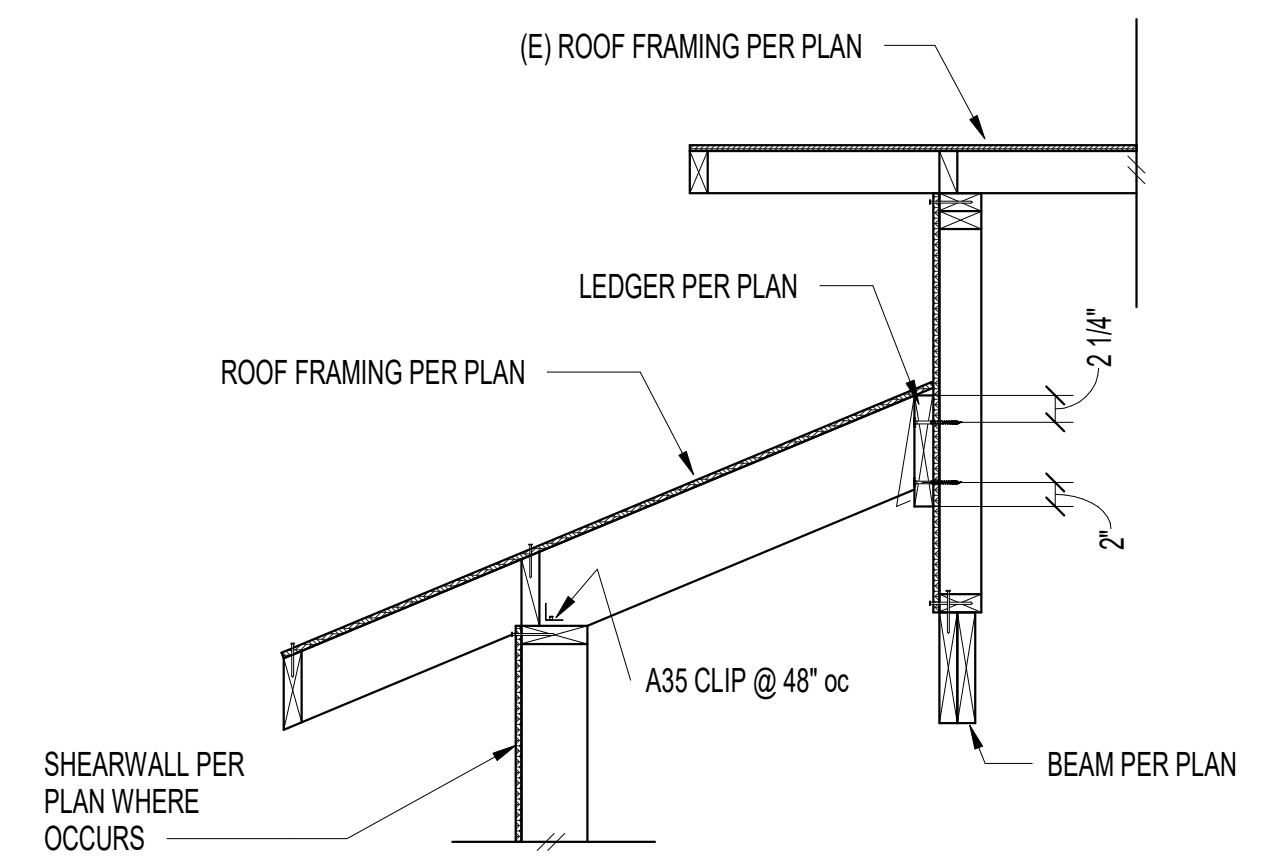 (E) ROOF FRAMING PER PLAN
LEDGER PER PLAN
2 1/4"
ROOF FRAMING PER PLAN
2"
A35 CLIP @ 48" oc
SHEARWALL PER
PLAN WHERE
OCCURS
BEAM PER PLAN